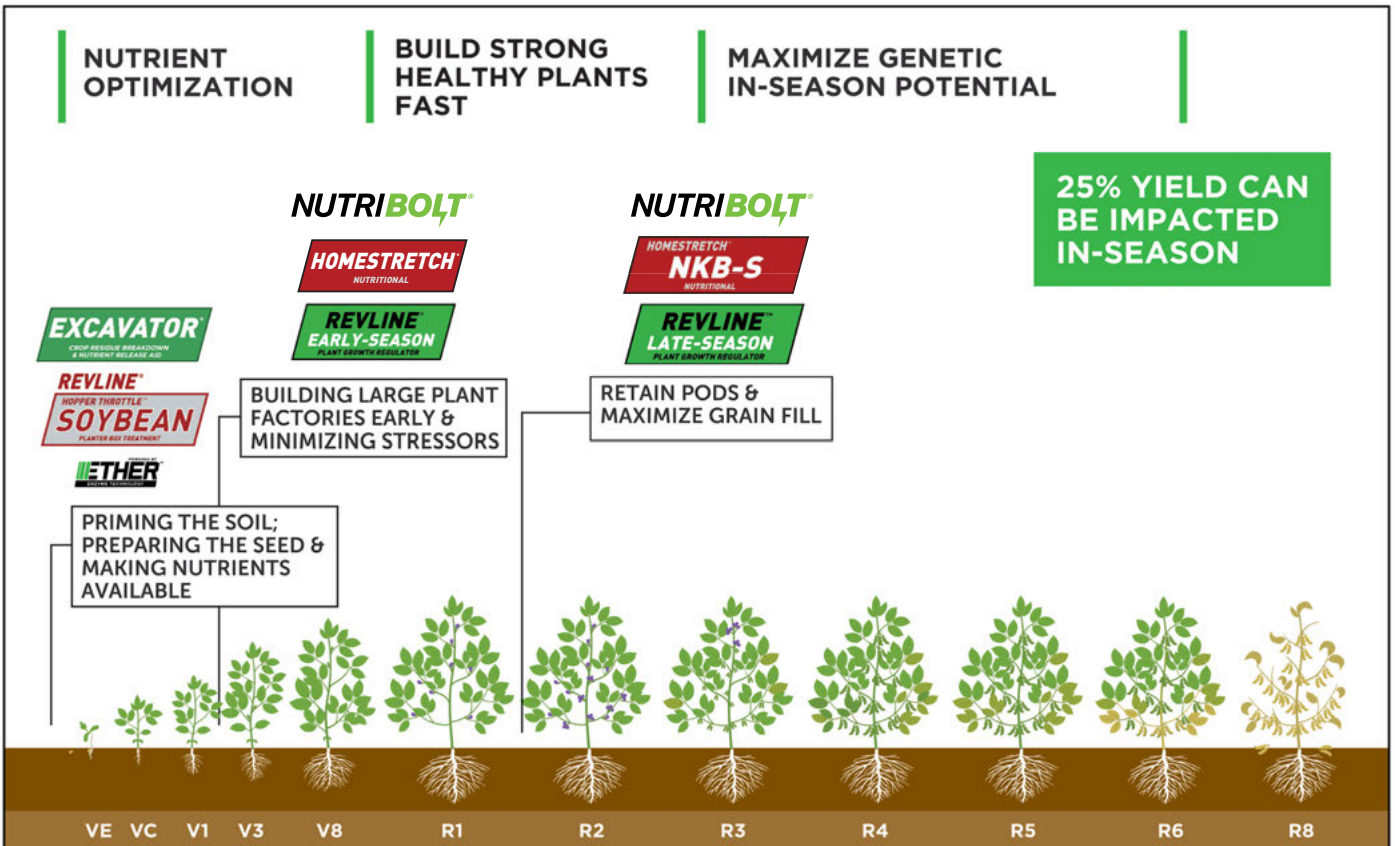 NUTRIENT
OPTIMIZATION
BUILD STRONG
HEALTHY PLANTS
FAST
MAXIMIZE GENETIC
IN-SEASON POTENTIAL
25% YIELD CAN
BE IMPACTED
IN-SEASON
NUTRIBOLT®
HOMESTRETCH
NUTRITIONAL
REVLINE
EARLY-SEASON
PLANT GROWTH REGULATOR
NUTRIBOLT®
HOMESTRETCH
NKB-S
NUTRITIONAL
REVLINE™
LATE-SEASON
PLANT GROWTH REGULATOR
EXCAVATOR
CROP RESIDUE BREAKDOWN
& NUTRIENT RELEASE AID
REVLINE
HOPPER THROTTLE™
SOYBEAN
PLANTER BOX TREATMENT
POWERED BY
ETHER
ENZYME TECHNOLOGY
BUILDING LARGE PLANT
FACTORIES EARLY &
MINIMIZING STRESSORS
RETAIN PODS &
MAXIMIZE GRAIN FILL
PRIMING THE SOIL;
PREPARING THE SEED &
MAKING NUTRIENTS
AVAILABLE
VE VC V1 V3 V8 R1 R2 R3 R4 R5 R6 R8